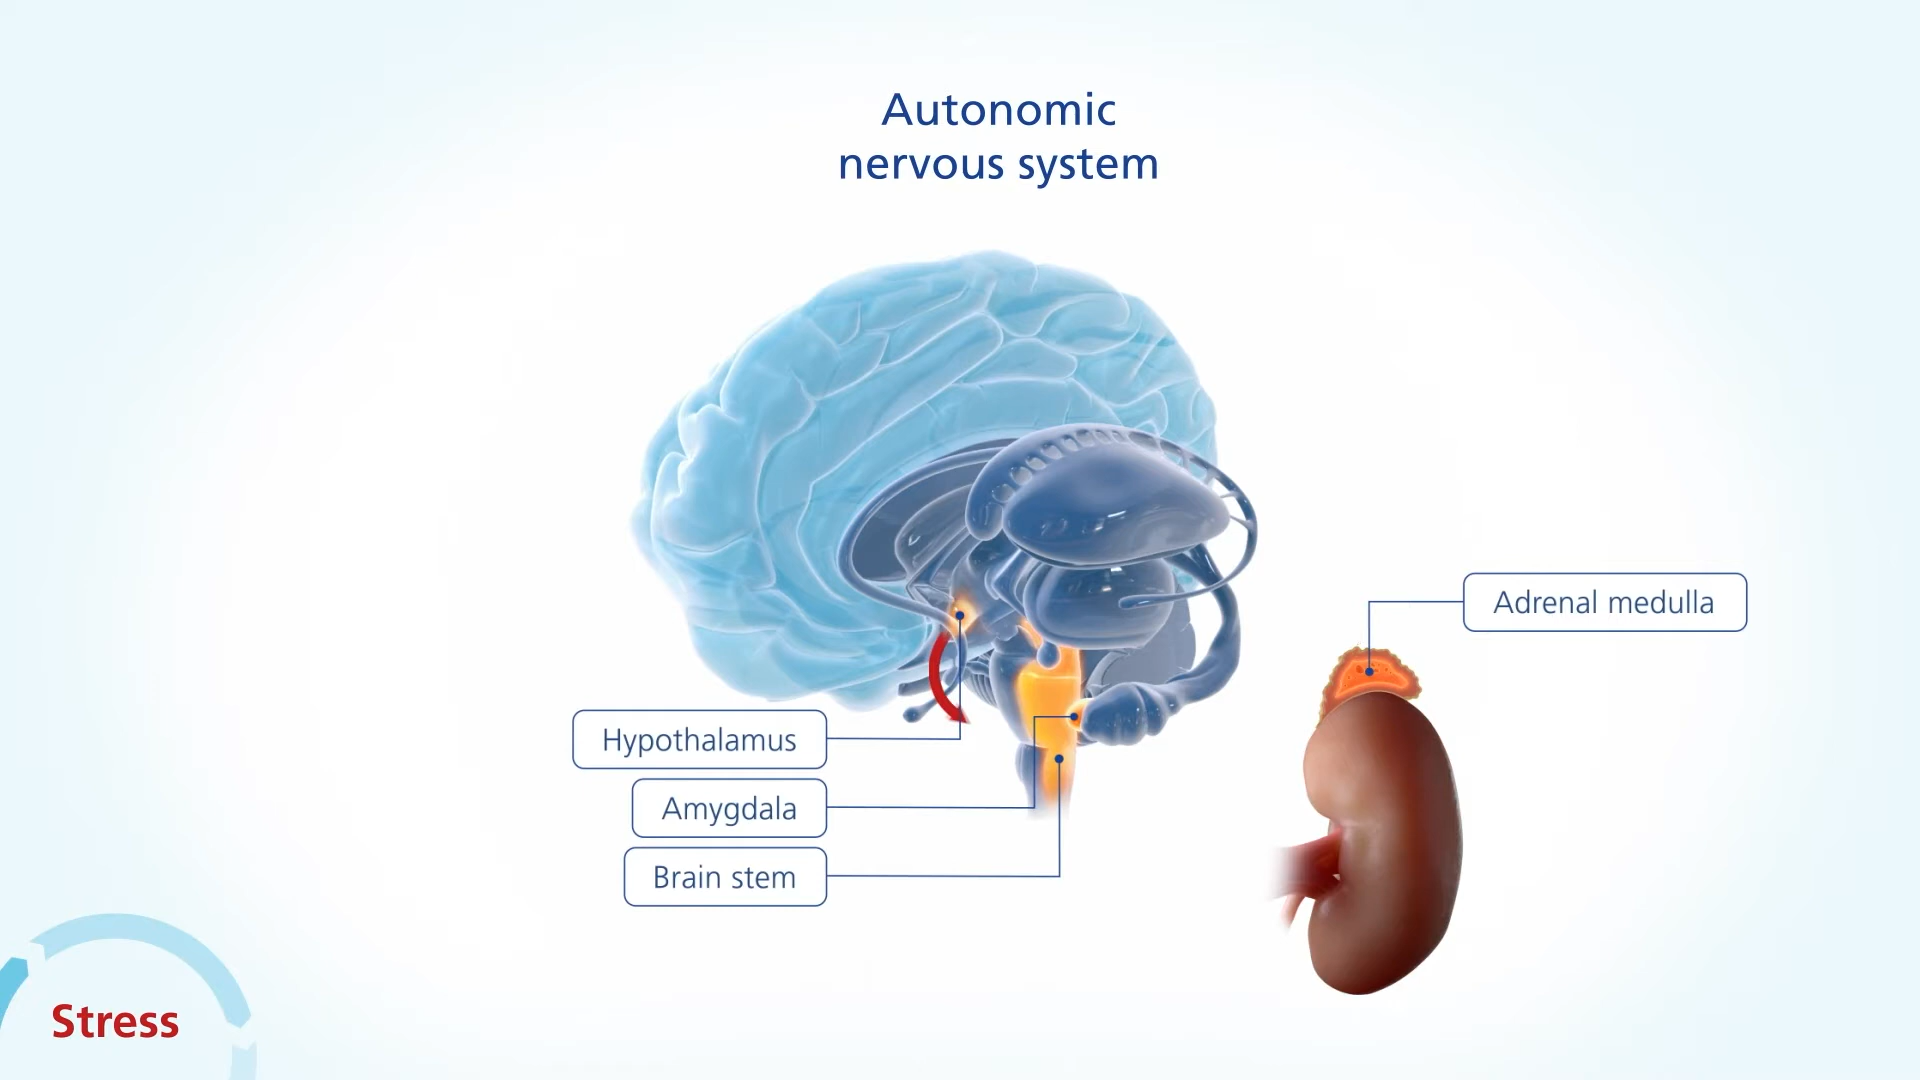 Autonomic
nervous system
Adrenal medulla
Hypothalamus
Amygdala
Brain stem
Stress